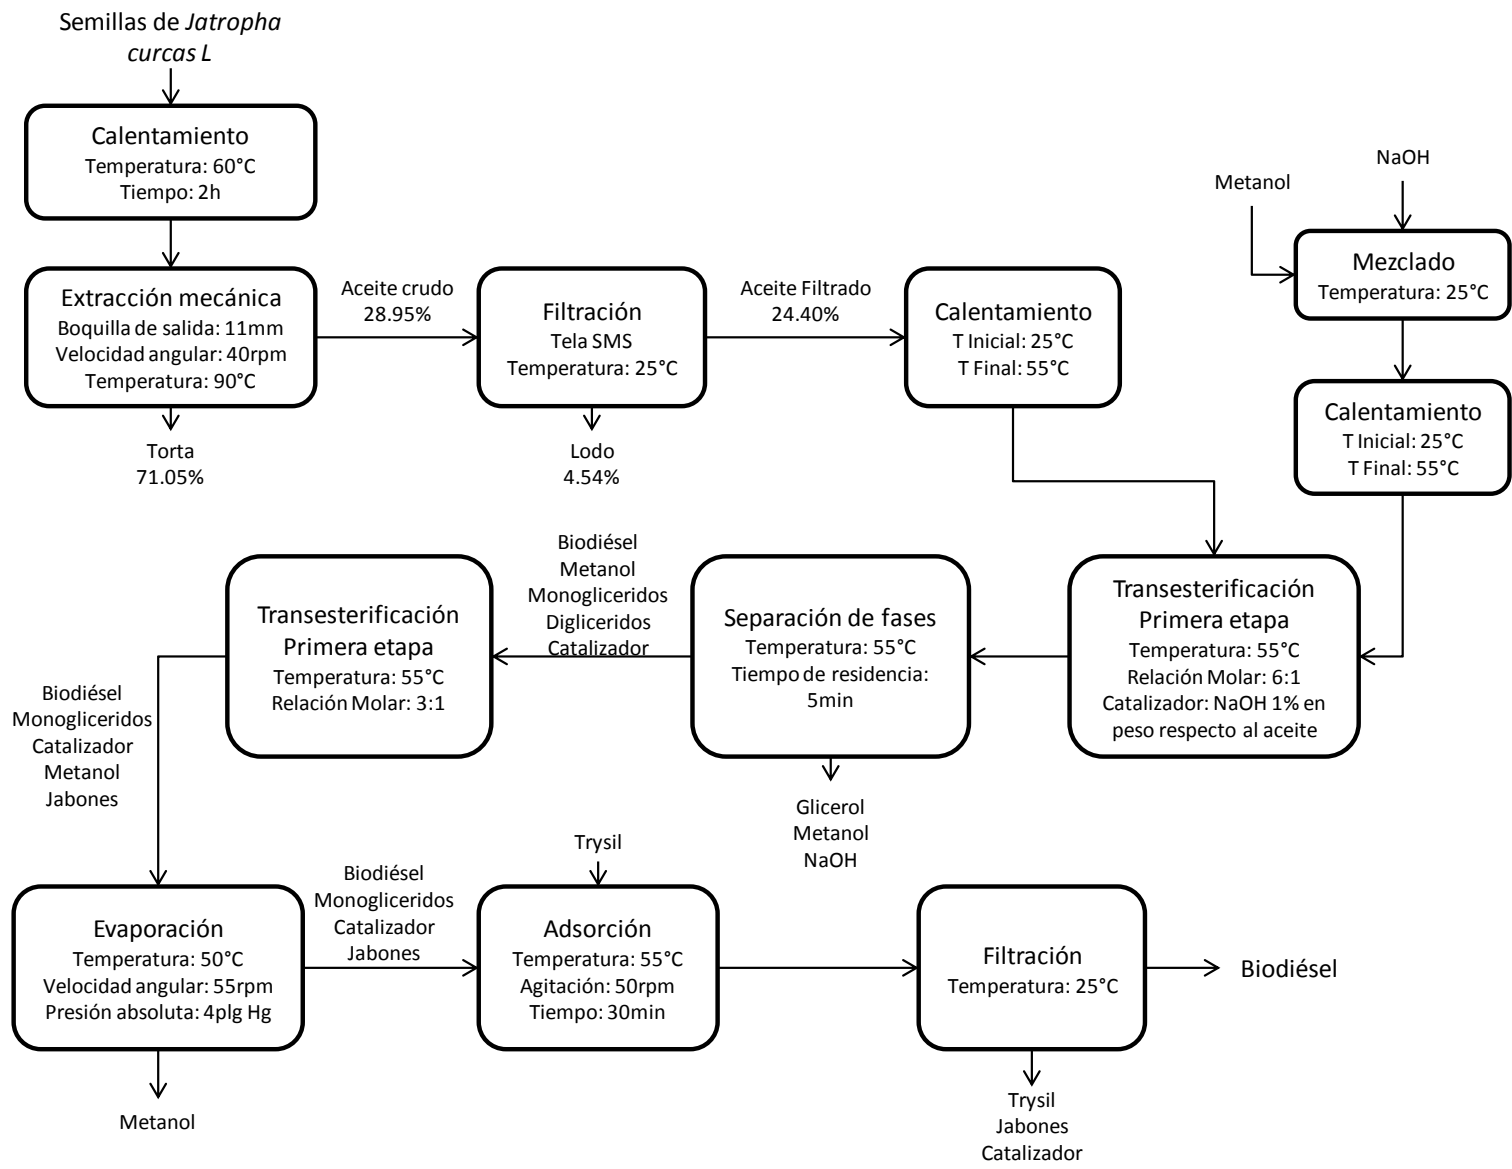 Semillas de Jatropha
curcas L
Calentamiento
Temperatura: 60°C
Tiempo: 2h
NaOH
Metanol
Mezclado
Temperatura: 25°C
Extracción mecánica
Boquilla de salida: 11mm
Velocidad angular: 40rpm
Temperatura: 90°C
Aceite crudo
28.95%
Filtración
Tela SMS
Temperatura: 25°C
Aceite Filtrado
24.40%
Calentamiento
T Inicial: 25°C
T Final: 55°C
Calentamiento
T Inicial: 25°C
T Final: 55°C
Torta
71.05%
Lodo
4.54%
Transesterificación
Primera etapa
Temperatura: 55°C
Relación Molar: 6:1
Catalizador: NaOH 1% en
peso respecto al aceite
Separación de fases
Temperatura: 55°C
Tiempo de residencia:
5min
Biodiésel
Metanol
Monogliceridos
Digliceridos
Catalizador
Transesterificación
Primera etapa
Temperatura: 55°C
Relación Molar: 3:1
Glicerol
Metanol
NaOH
Biodiésel
Monogliceridos
Catalizador
Metanol
Jabones
Evaporación
Temperatura: 50°C
Velocidad angular: 55rpm
Presión absoluta: 4plg Hg
Metanol
Biodiésel
Monogliceridos
Catalizador
Jabones
Trysil
Adsorción
Temperatura: 55°C
Agitación: 50rpm
Tiempo: 30min
Filtración
Temperatura: 25°C
Biodiésel
Trysil
Jabones
Catalizador